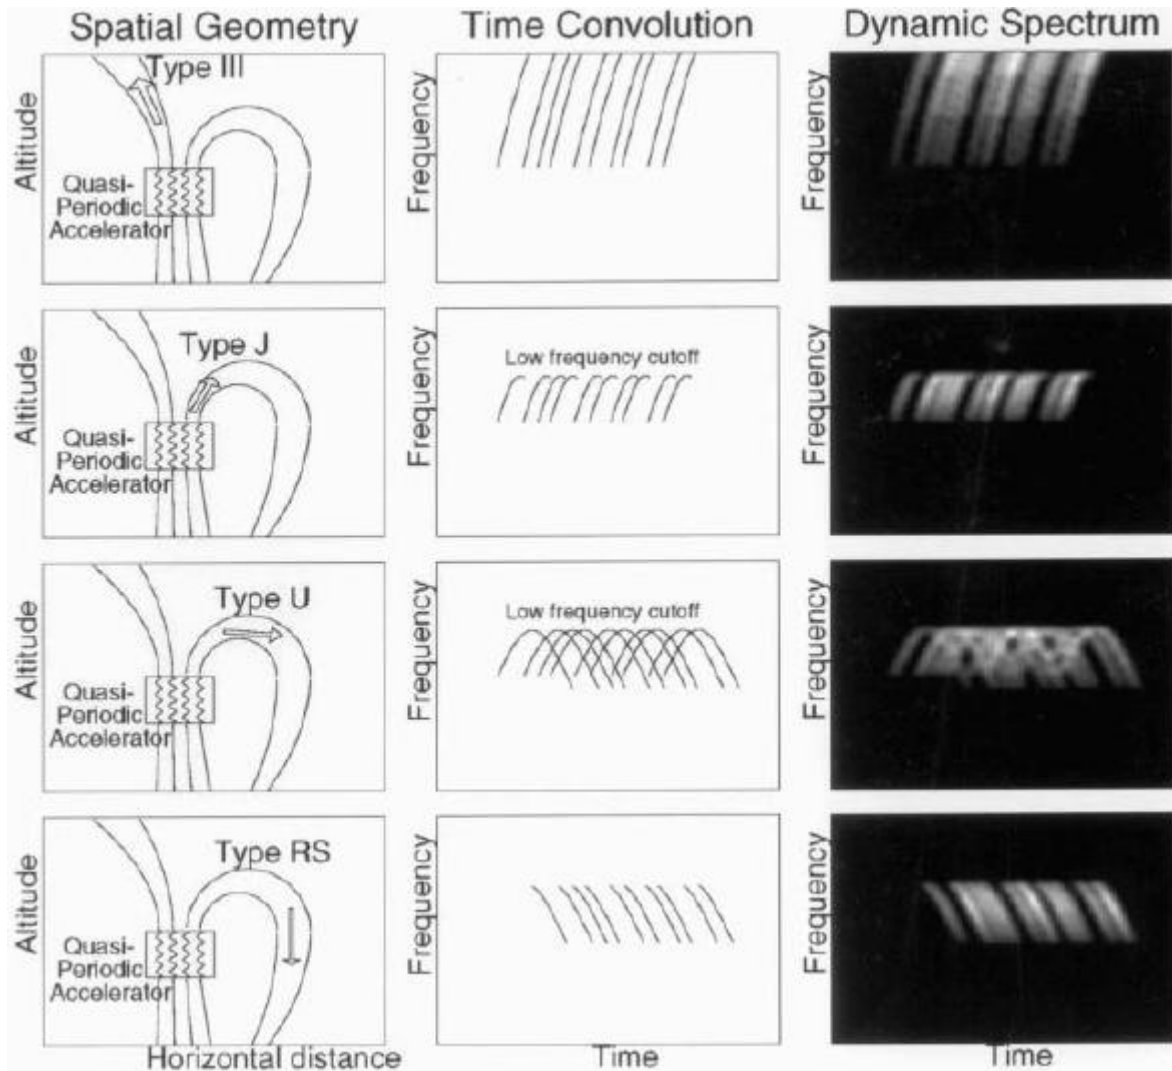 Spatial Geometry
Time Convolution
Dynamic Spectrum
Altitude
Type III
Quasi-
Periodic
Accelerator
Frequency
Frequency
Altitude
Type J
Quasi-
Periodic
Accelerator
Frequency
Low frequency cutoff
Frequency
Altitude
Type U
Quasi-
Periodic
Accelerator
Frequency
Low frequency cutoff
Frequency
Altitude
Type RS
Quasi-
Periodic
Accelerator
Frequency
Frequency
Horizontal distance
Time
Time